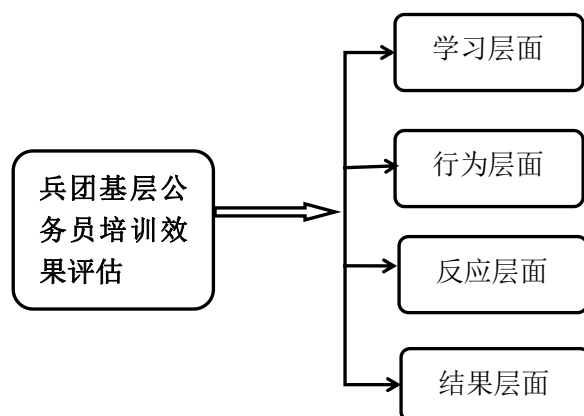 兵团基层公
务员培训效
果评估
学习层面
行为层面
反应层面
结果层面